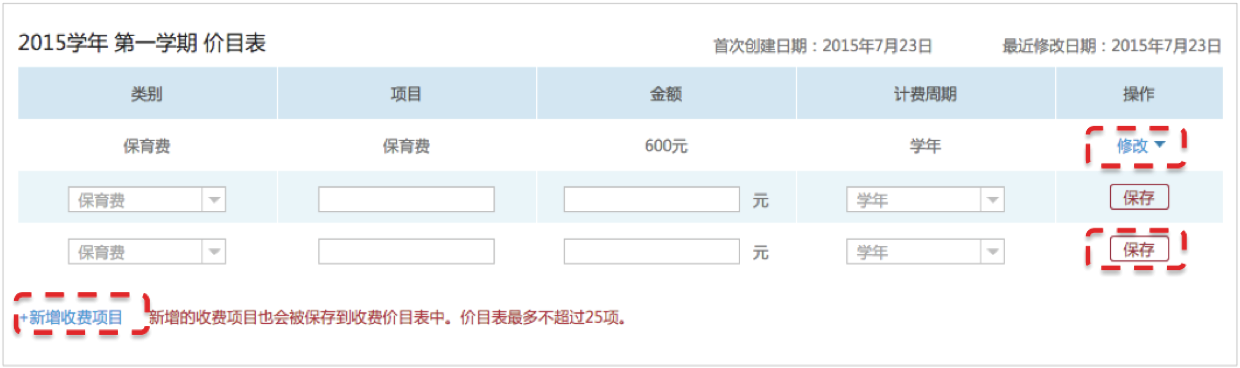 2015学年 第一学期 价目表 首次创建日期：2015年7月23日 最近修改日期：2015年7月23日
类别 项目 金额 计费周期 操作
保育费 保育费 600元 学年 修改
保育费 元 学年 保存
保育费 元 学年 保存
+新增收费项目 新增的收费项目也会被保存到收费价目表中。价目表最多不超过25项。